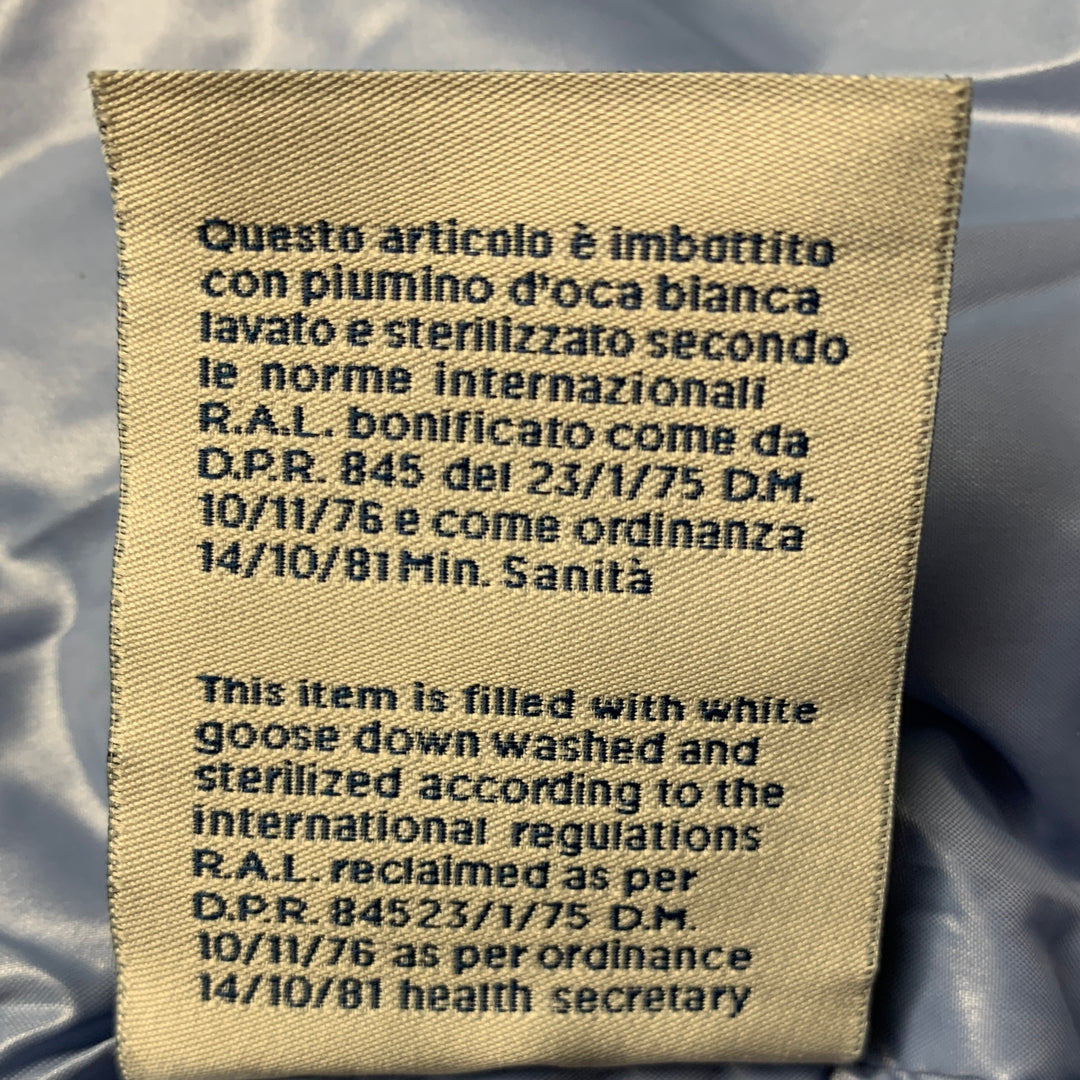 Questo articolo è imbottito
con piumino d'oca bianca
lavato e sterilizzato secondo
le norme internazionali
R.A.L. bonificato come da
D.P.R. 845 del 23/1/75 D.M.
10/11/76 e come ordinanza
14/10/81 Min. Sanità
This item is filled with white
goose down washed and
sterilized according to the
international regulations
R.A.L. reclaimed as per
D.P.R. 845 23/1/75 D.M.
10/11/76 as per ordinance
14/10/81 health secretary